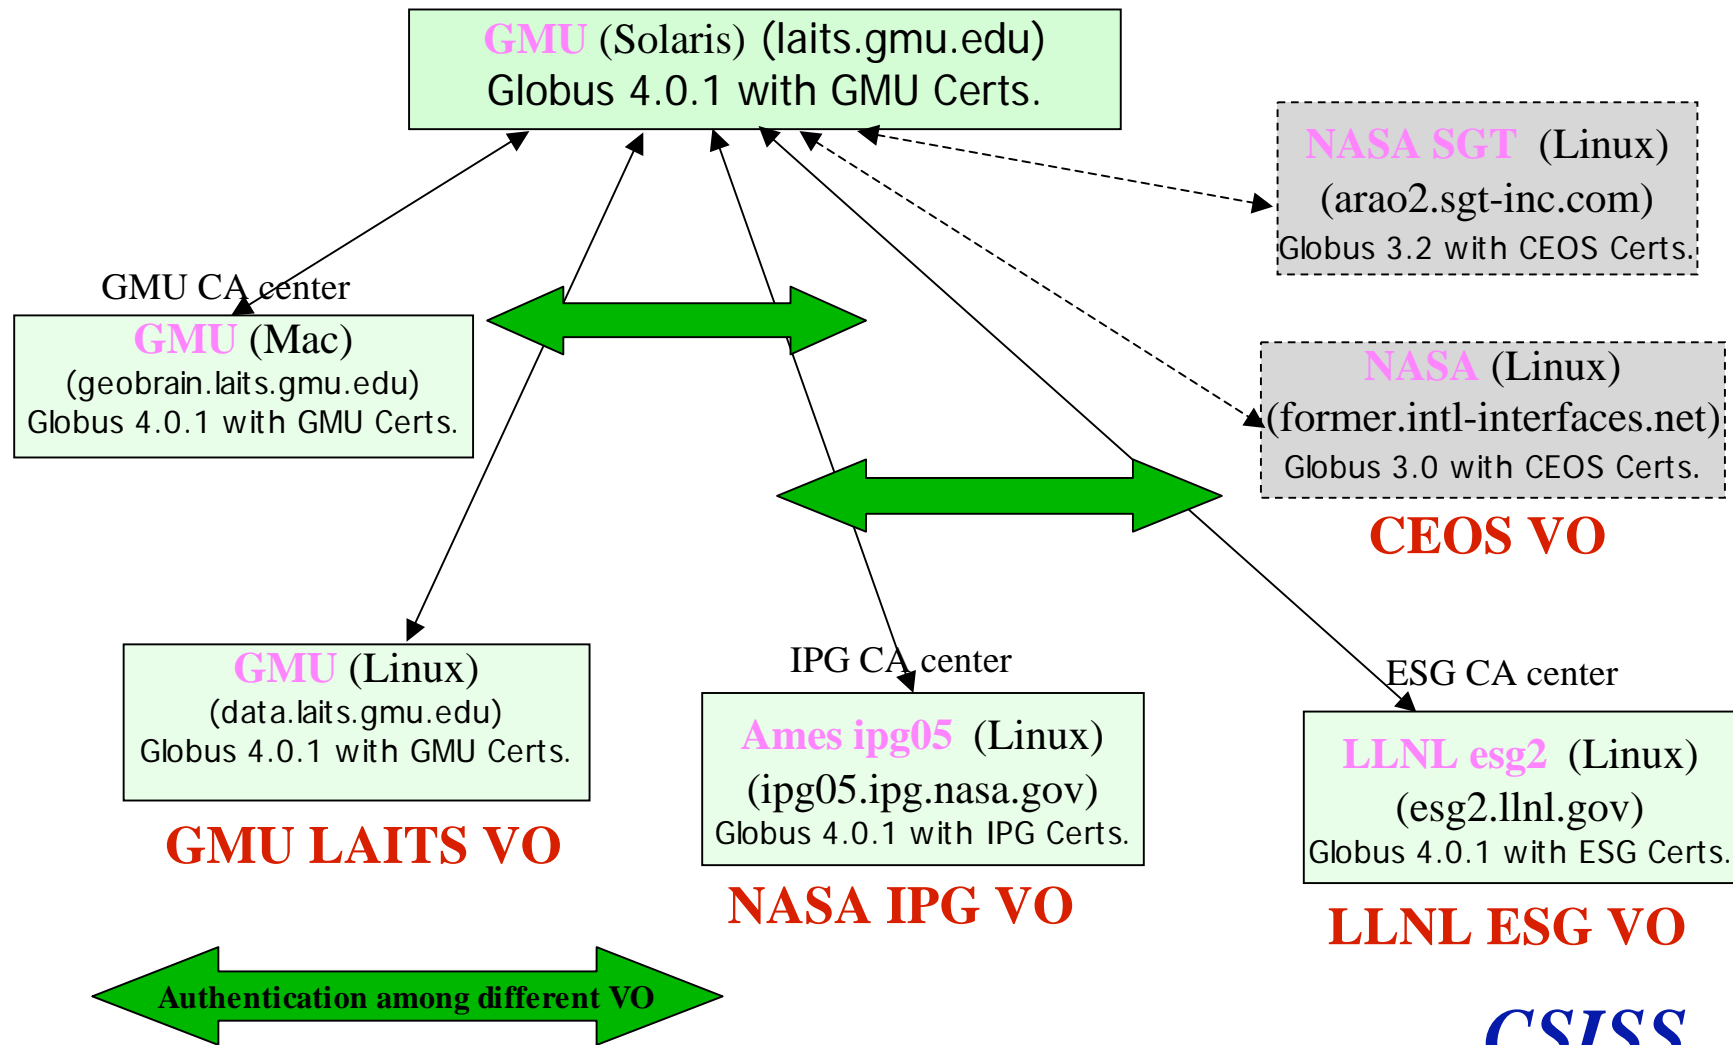 GMU (Solaris) (laits.gmu.edu)
Globus 4.0.1 with GMU Certs.
NASA SGT (Linux)
(arao2.sgt-inc.com)
Globus 3.2 with CEOS Certs.
GMU CA center
GMU (Mac)
(geobrain.laits.gmu.edu)
Globus 4.0.1 with GMU Certs.
NASA (Linux)
(former.intl-interfaces.net)
Globus 3.0 with CEOS Certs.
CEOS VO
GMU (Linux)
(data.laits.gmu.edu)
Globus 4.0.1 with GMU Certs.
GMU LAITS VO
IPG CA center
Ames ipg05 (Linux)
(ipg05.ipg.nasa.gov)
Globus 4.0.1 with IPG Certs.
NASA IPG VO
ESG CA center
LLNL esg2 (Linux)
(esg2.llnl.gov)
Globus 4.0.1 with ESG Certs.
LLNL ESG VO
Authentication among different VO
CSISS